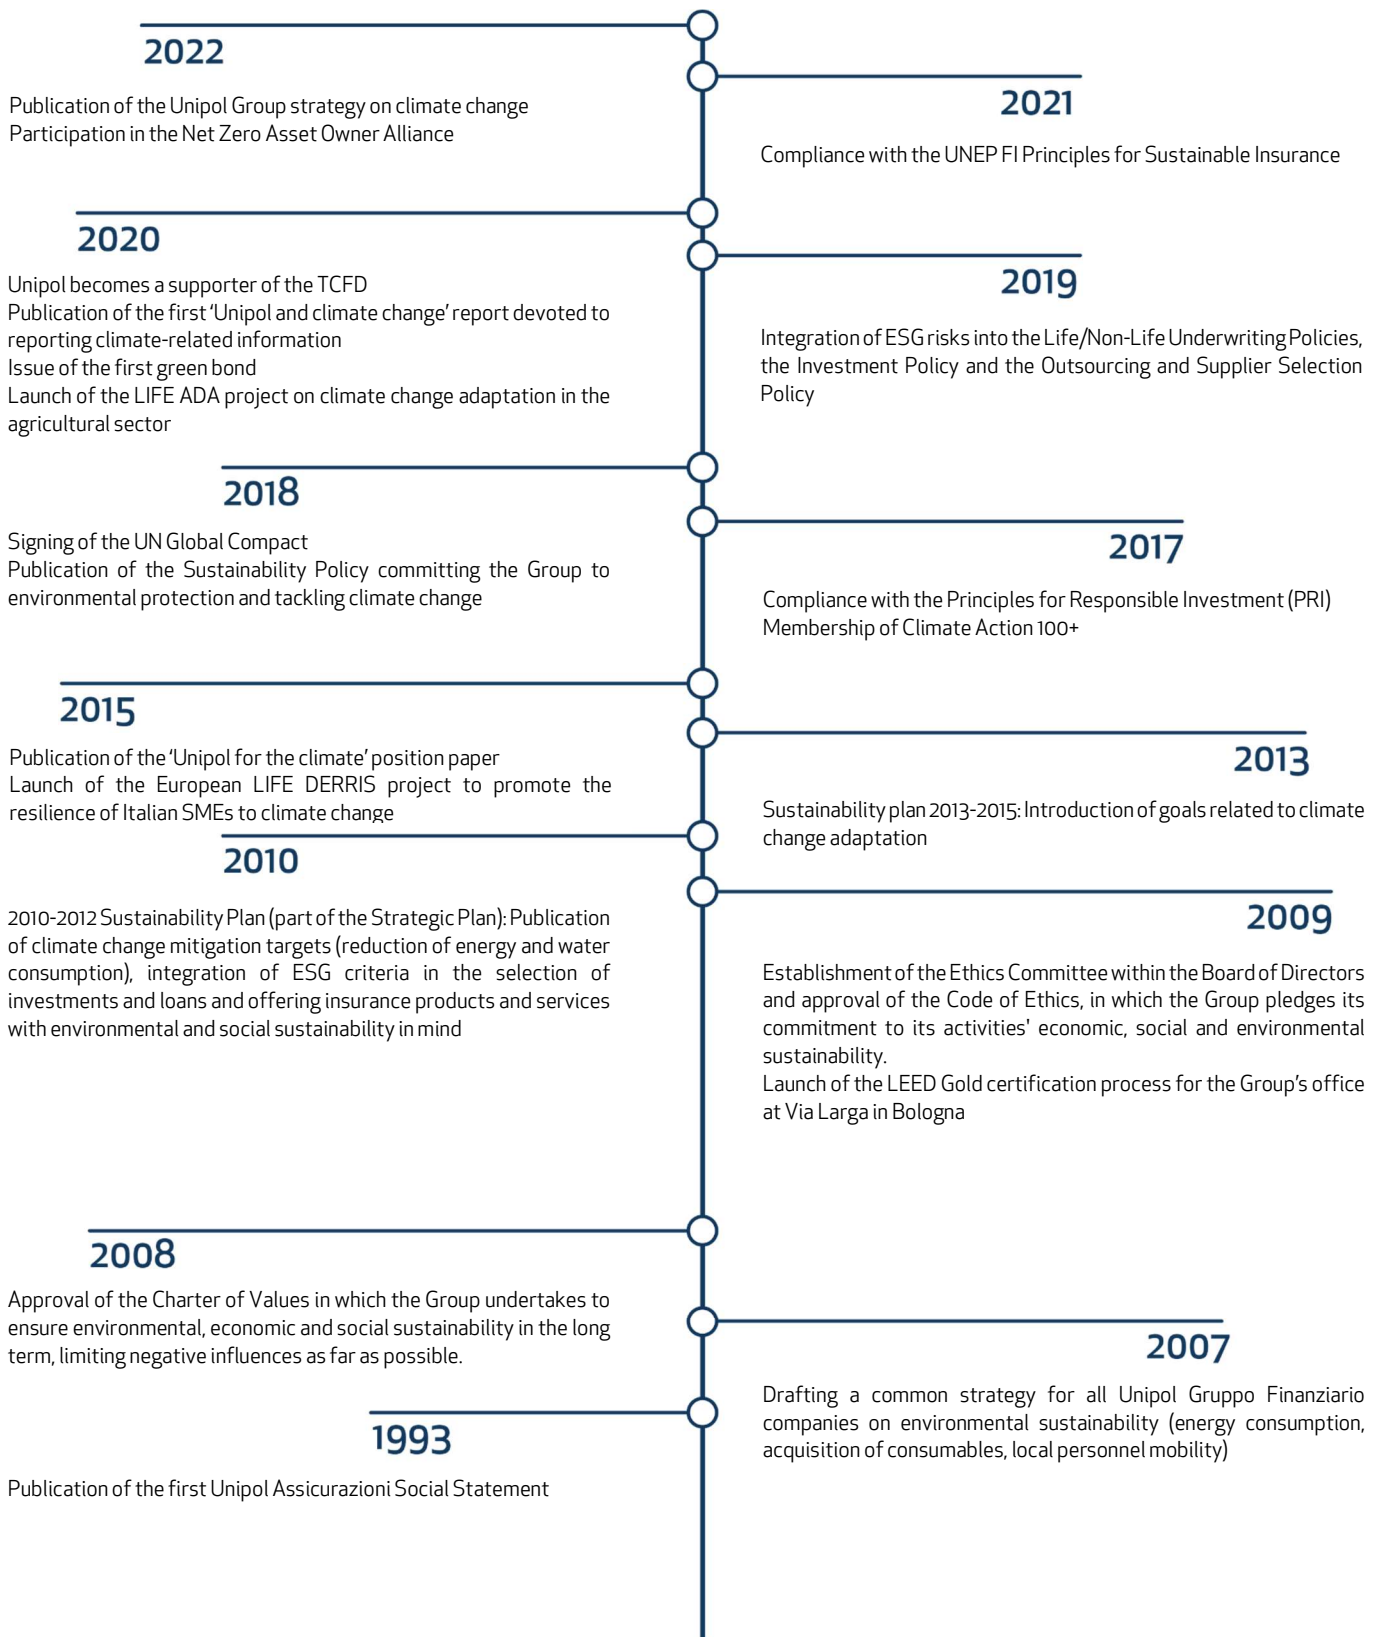 2022
Publication of the Unipol Group strategy on climate change
Participation in the Net Zero Asset Owner Alliance
2021
Compliance with the UNEP FI Principles for Sustainable Insurance
2020
Unipol becomes a supporter of the TCFD
Publication of the first ‘Unipol and climate change’ report devoted to
reporting climate-related information
Issue of the first green bond
Launch of the LIFE ADA project on climate change adaptation in the
agricultural sector
2019
Integration of ESG risks into the Life/Non-Life Underwriting Policies,
the Investment Policy and the Outsourcing and Supplier Selection
Policy
2018
Signing of the UN Global Compact
Publication of the Sustainability Policy committing the Group to
environmental protection and tackling climate change
2017
Compliance with the Principles for Responsible Investment (PRI)
Membership of Climate Action 100+
2015
Publication of the ‘Unipol for the climate’ position paper
Launch of the European LIFE DERRIS project to promote the
resilience of Italian SMEs to climate change
2013
Sustainability plan 2013-2015: Introduction of goals related to climate
change adaptation
2010
2010-2012 Sustainability Plan (part of the Strategic Plan): Publication
of climate change mitigation targets (reduction of energy and water
consumption), integration of ESG criteria in the selection of
investments and loans and offering insurance products and services
with environmental and social sustainability in mind
2009
Establishment of the Ethics Committee within the Board of Directors
and approval of the Code of Ethics, in which the Group pledges its
commitment to its activities' economic, social and environmental
sustainability.
Launch of the LEED Gold certification process for the Group’s office
at Via Larga in Bologna
2008
Approval of the Charter of Values in which the Group undertakes to
ensure environmental, economic and social sustainability in the long
term, limiting negative influences as far as possible.
2007
Drafting a common strategy for all Unipol Gruppo Finanziario
companies on environmental sustainability (energy consumption,
acquisition of consumables, local personnel mobility)
1993
Publication of the first Unipol Assicurazioni Social Statement